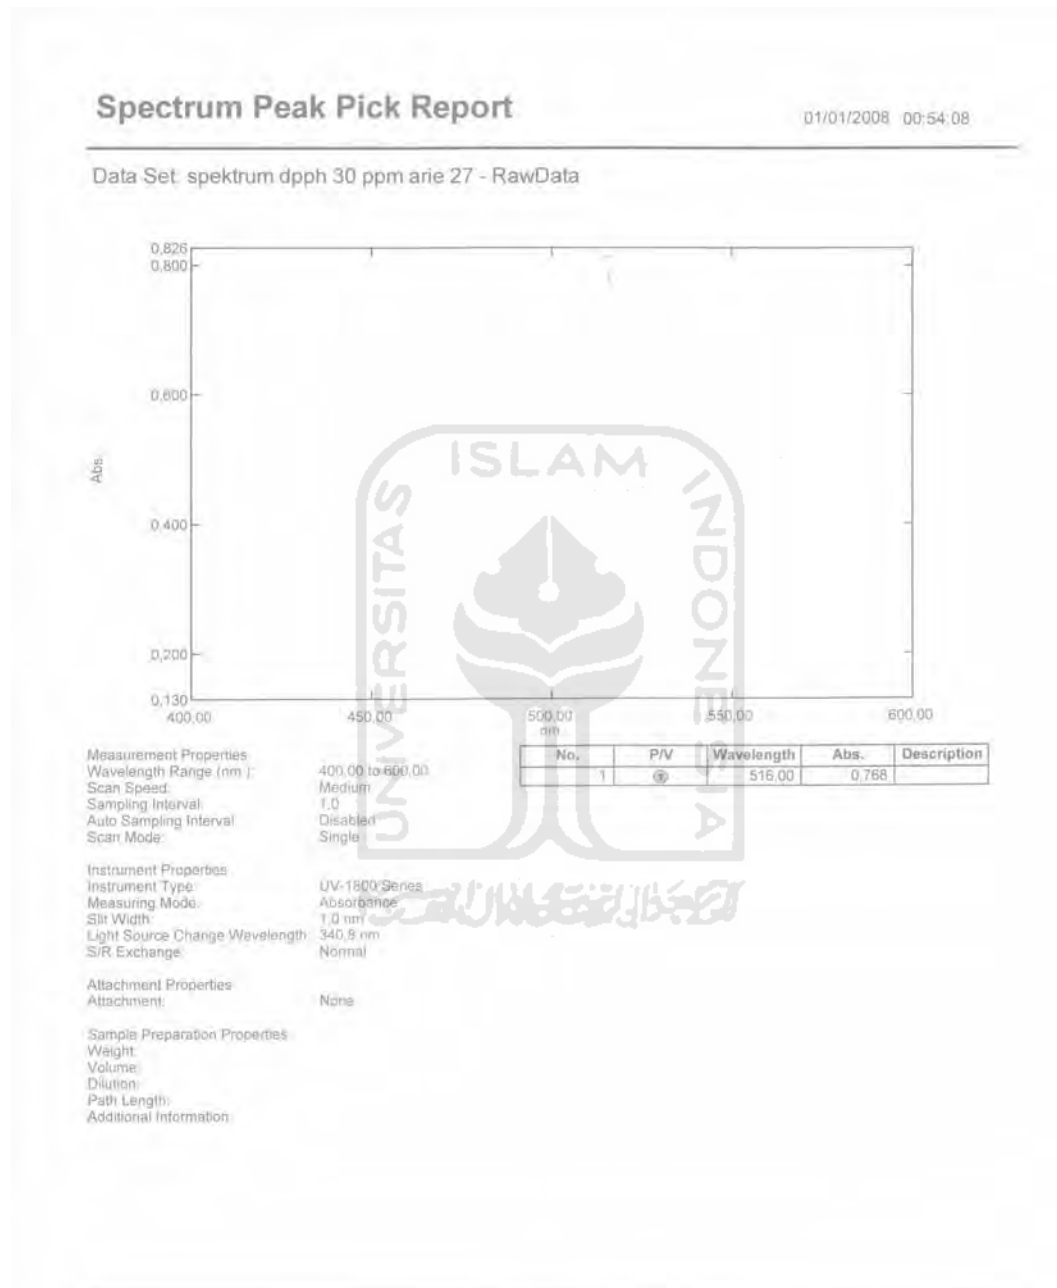 Spectrum Peak Pick Report
01/01/2008 00:54:08
Data Set: spektrum dpph 30 ppm arie 27 - RawData
0,826
0,800
0,600
0,400
0,200
0,130
Abs.
400,00 450,00 500,00 550,00 600,00
nm.
ISLAM
UNIVERSITAS
INDONESIA
Measurement Properties
Wavelength Range (nm.): 400,00 to 600,00
Scan Speed: Medium
Sampling Interval: 1,0
Auto Sampling Interval: Disabled
Scan Mode: Single
No. P/V Wavelength Abs. Description
1 516,00 0,768
Instrument Properties
Instrument Type: UV-1800 Series
Measuring Mode: Absorbance
Slit Width: 1,0 nm
Light Source Change Wavelength: 340,8 nm
S/R Exchange: Normal
Attachment Properties
Attachment: None
Sample Preparation Properties
Weight:
Volume:
Dilution:
Path Length:
Additional Information: